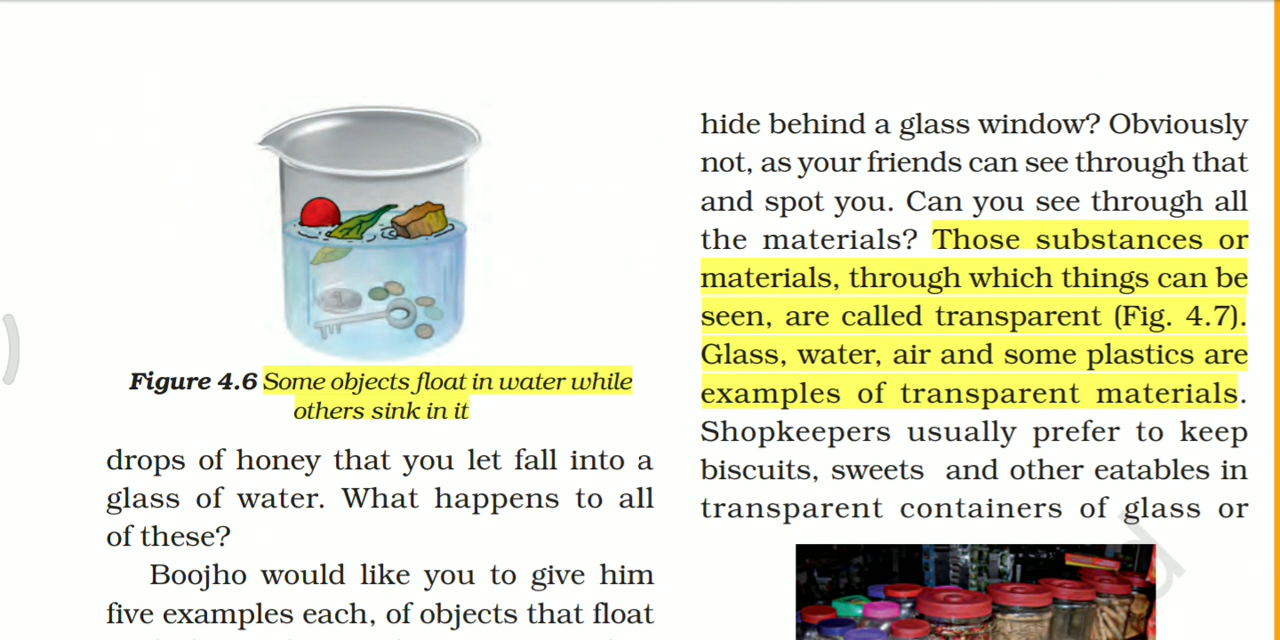 Figure 4.6 Some objects float in water while
others sink in it
drops of honey that you let fall into a
glass of water. What happens to all
of these?
Boojho would like you to give him
five examples each, of objects that float
hide behind a glass window? Obviously
not, as your friends can see through that
and spot you. Can you see through all
the materials? Those substances or
materials, through which things can be
seen, are called transparent (Fig. 4.7).
Glass, water, air and some plastics are
examples of transparent materials.
Shopkeepers usually prefer to keep
biscuits, sweets and other eatables in
transparent containers of glass or